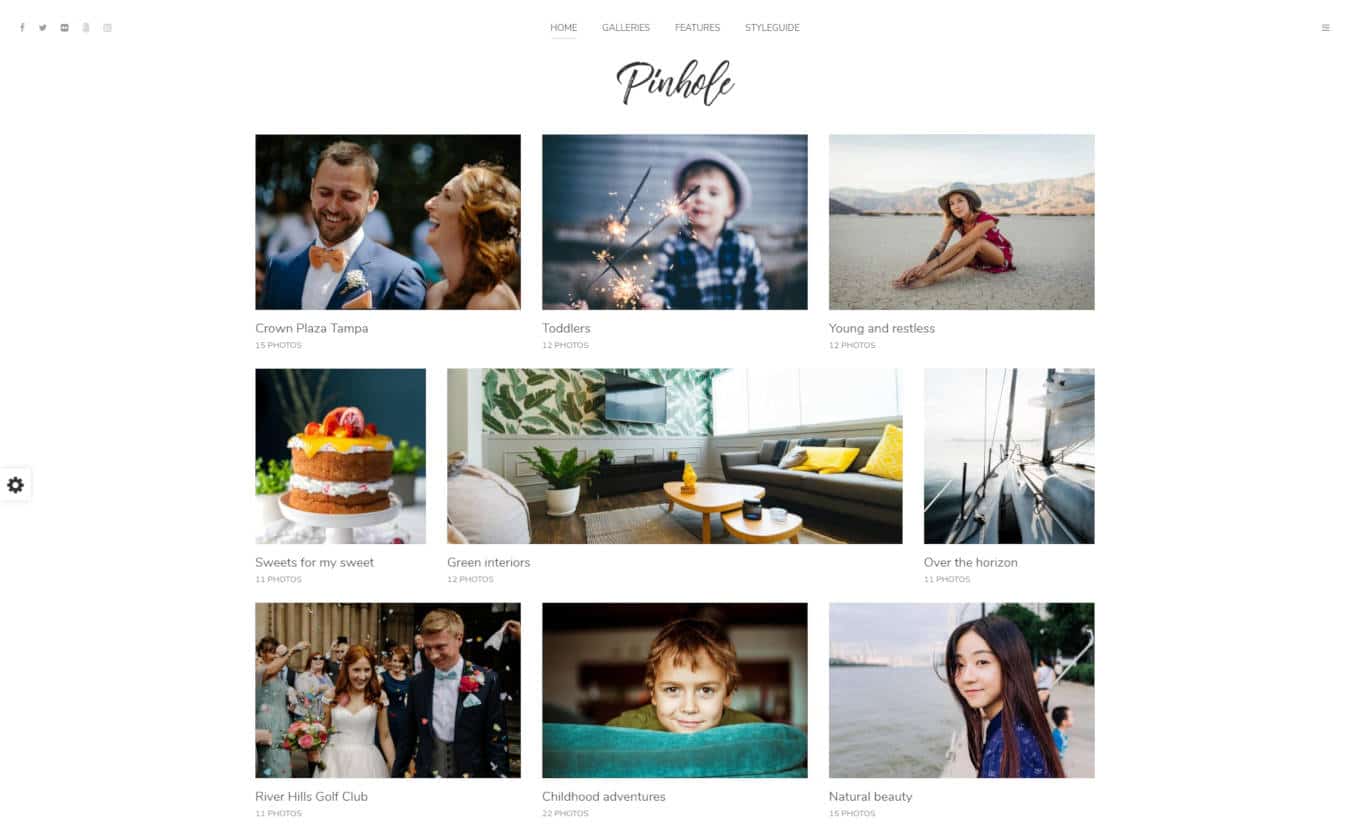 HOME GALLERIES FEATURES STYLEGUIDE
Pinhole
Crown Plaza Tampa
15 PHOTOS
Toddlers
12 PHOTOS
Young and restless
12 PHOTOS
Sweets for my sweet
11 PHOTOS
Green interiors
12 PHOTOS
Over the horizon
11 PHOTOS
River Hills Golf Club
11 PHOTOS
Childhood adventures
22 PHOTOS
Natural beauty
15 PHOTOS